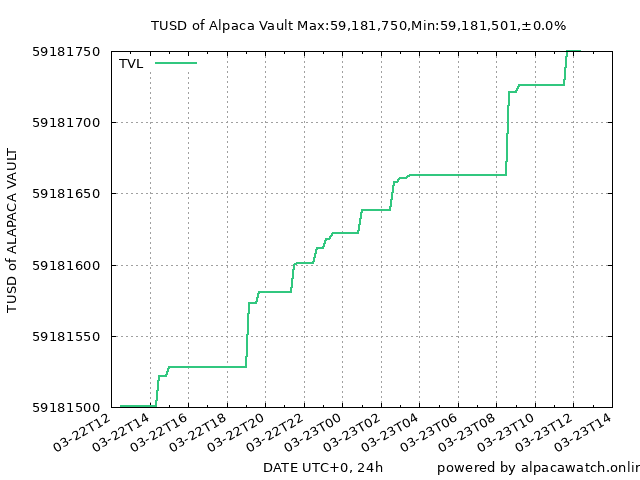 TUSD of Alpaca Vault Max:59,181,750,Min:59,181,501,±0.0%
TVL
59181750
59181700
59181650
59181600
59181550
59181500
TUSD of ALAPACA VAULT
03-22T12
03-22T14
03-22T16
03-22T18
03-22T20
03-22T22
03-23T00
03-23T02
03-23T04
03-23T06
03-23T08
03-23T10
03-23T12
03-23T14
DATE UTC+0, 24h
powered by alpacawatch.onlin